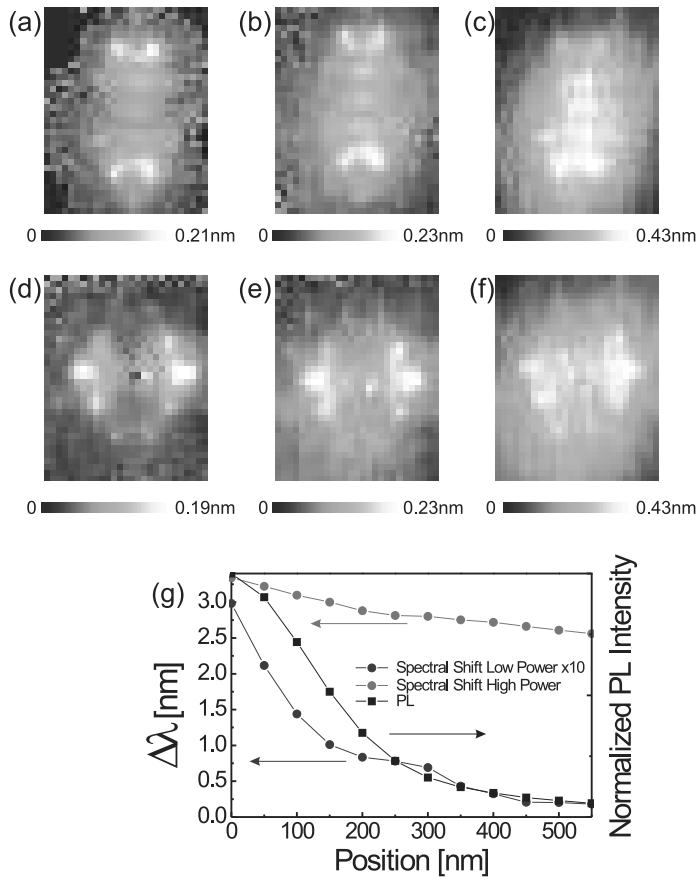 (a) (b) (c)
0 0.21nm 0 0.23nm 0 0.43nm
(d) (e) (f)
0 0.19nm 0 0.23nm 0 0.43nm
(g)
3.0
2.5
2.0
1.5
1.0
0.5
0.0
Δλ [nm]
Spectral Shift Low Power x10
Spectral Shift High Power
PL
Normalized PL Intensity
0 100 200 300 400 500
Position [nm]